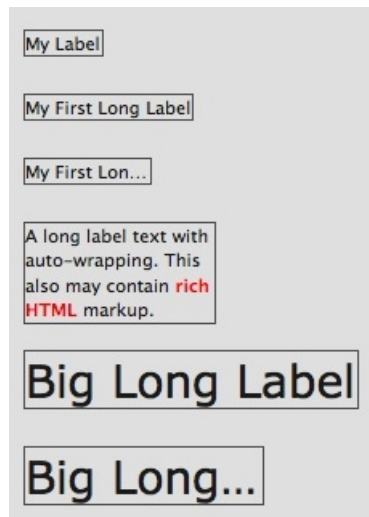 My Label
My First Long Label
My First Lon...
A long label text with
auto-wrapping. This
also may contain rich
HTML markup.
Big Long Label
Big Long...